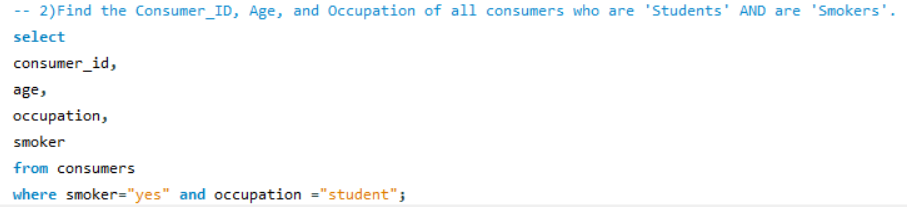 -- 2)Find the Consumer_ID, Age, and Occupation of all consumers who are 'Students' AND are 'Smokers'.
select
consumer_id,
age,
occupation,
smoker
from consumers
where smoker="yes" and occupation ="student";